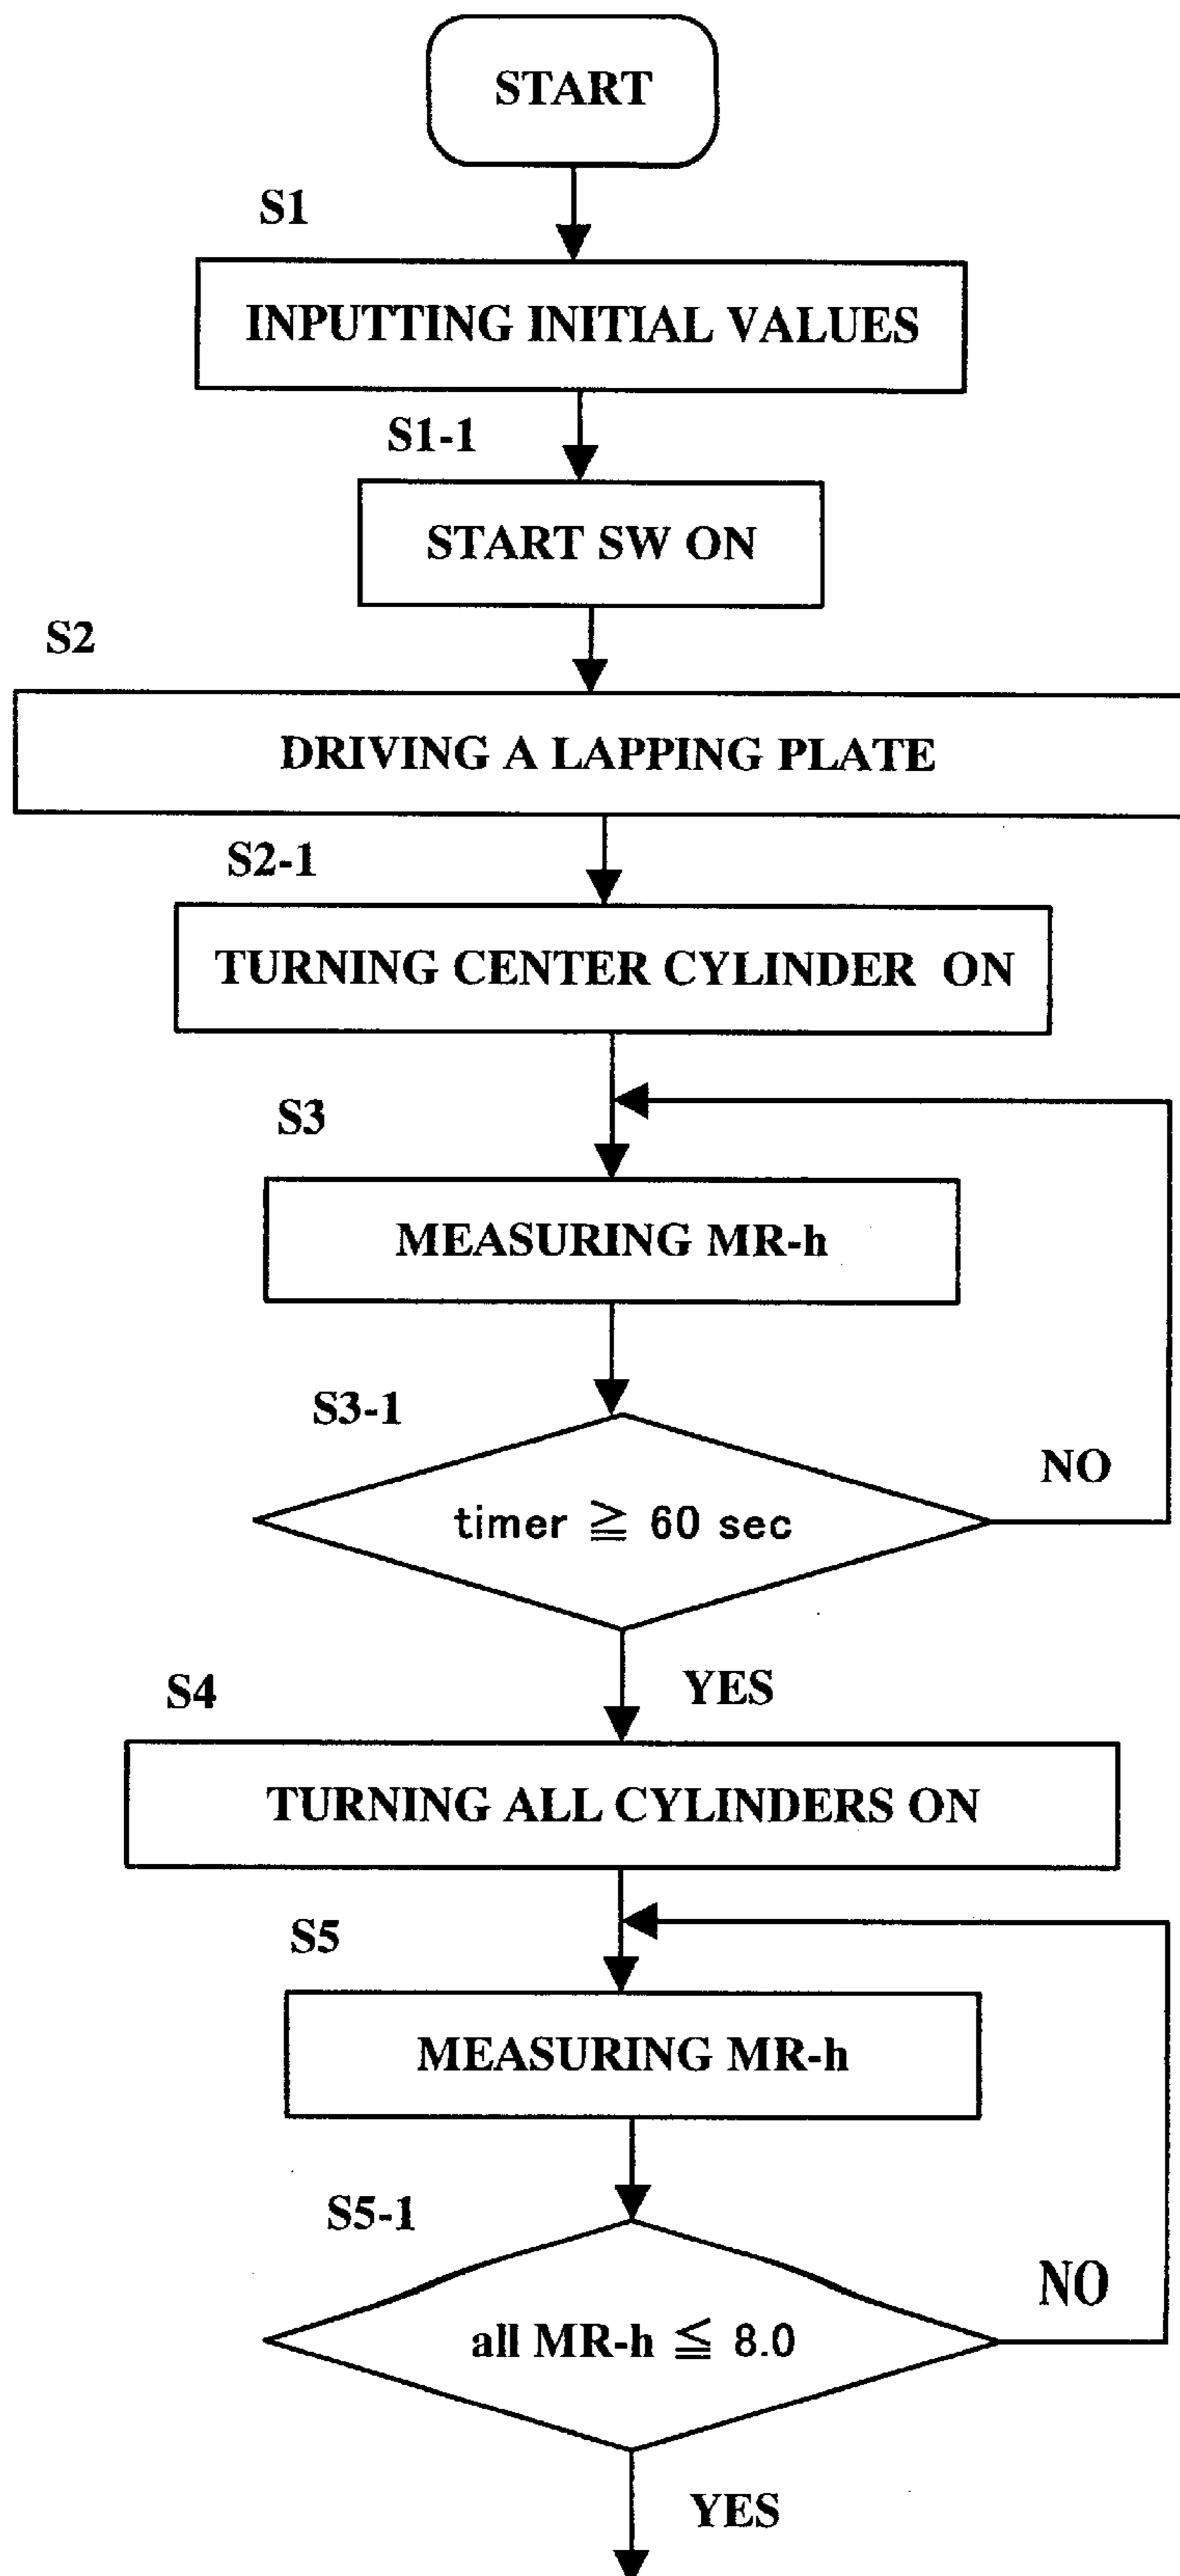 START
S1
INPUTTING INITIAL VALUES
S1-1
START SW ON
S2
DRIVING A LAPPING PLATE
S2-1
TURNING CENTER CYLINDER ON
S3
MEASURING MR-h
S3-1
timer ≧ 60 sec
NO
YES
S4
TURNING ALL CYLINDERS ON
S5
MEASURING MR-h
S5-1
all MR-h ≦ 8.0
NO
YES